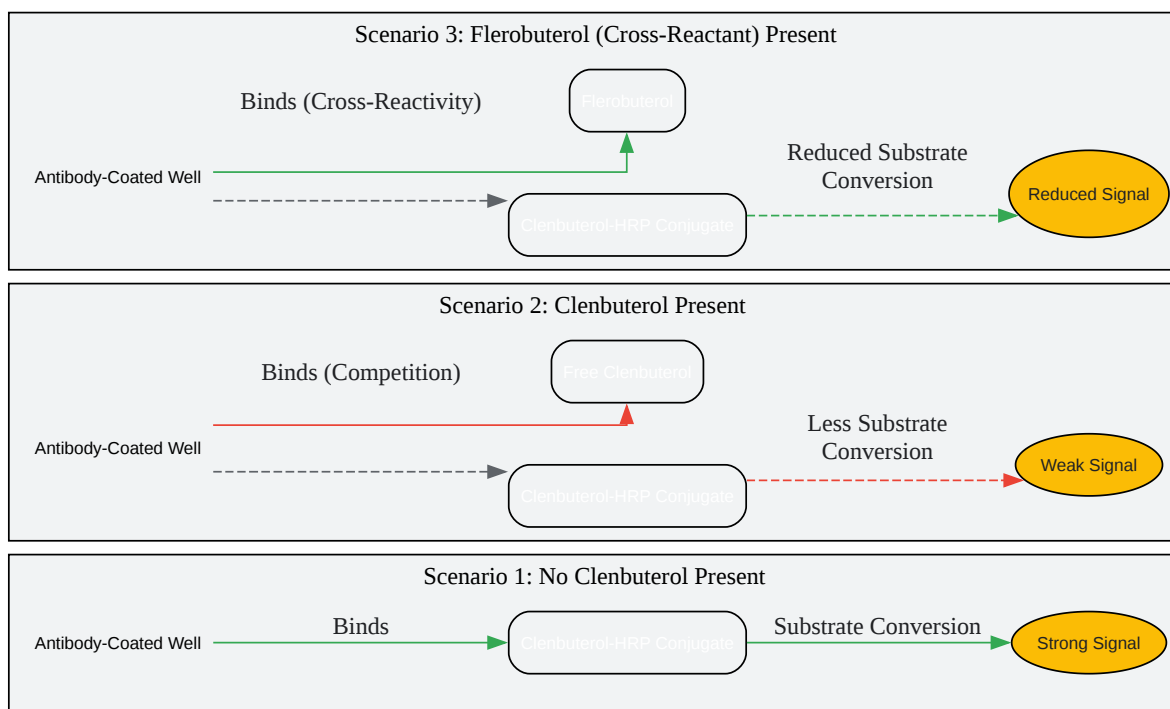 Scenario 3: Flerobuterol (Cross-Reactant) Present
Binds (Cross-Reactivity)
Flerobuterol
Antibody-Coated Well
Clenbuterol-HRP Conjugate
Reduced Substrate
Conversion
Reduced Signal
Scenario 2: Clenbuterol Present
Binds (Competition)
Free Clenbuterol
Antibody-Coated Well
Clenbuterol-HRP Conjugate
Less Substrate
Conversion
Weak Signal
Scenario 1: No Clenbuterol Present
Antibody-Coated Well
Binds
Clenbuterol-HRP Conjugate
Substrate Conversion
Strong Signal